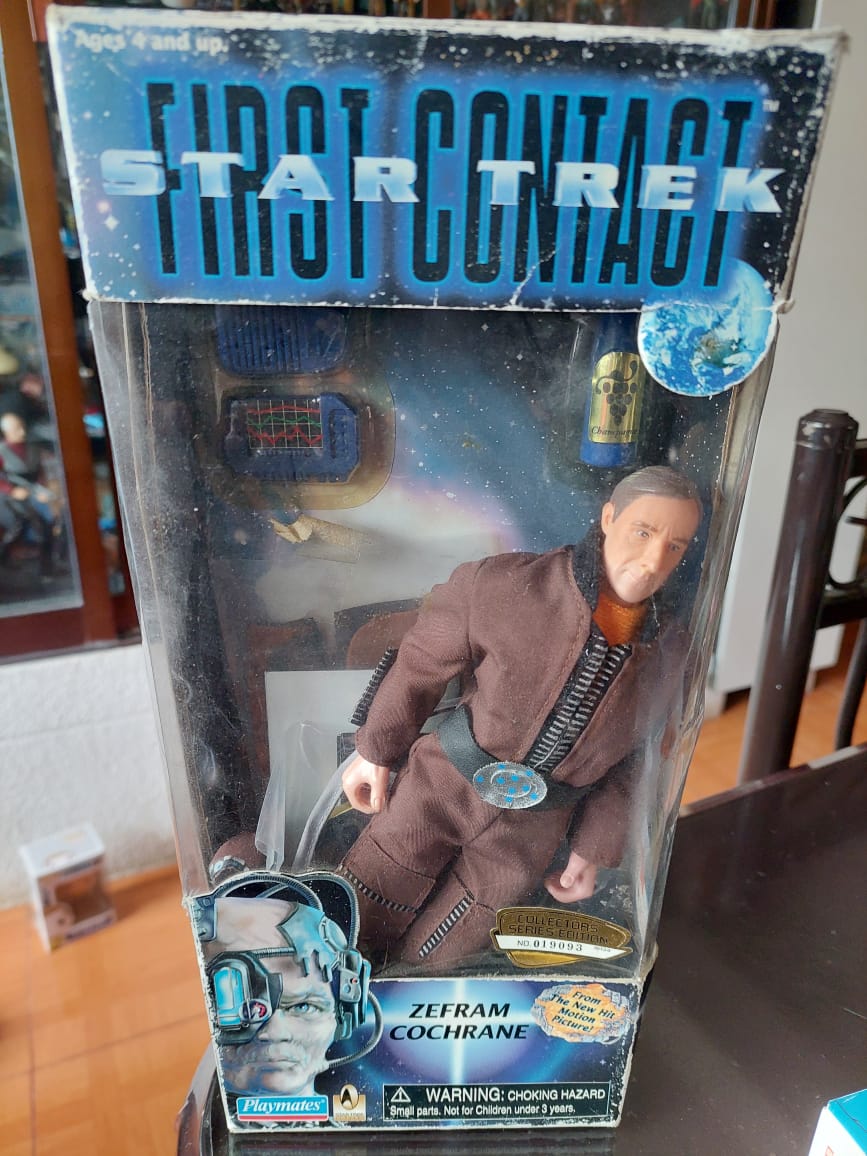 Ages 4 and up.
FIRST CONTACT
STAR TREK
TM
Champagne
COLLECTORS
SERIES EDITION
NO. 019093
ZEFRAM
COCHRANE
From
The New Hit
Motion
Picture!
WARNING: CHOKING HAZARD
Small parts. Not for Children under 3 years.
Playmates